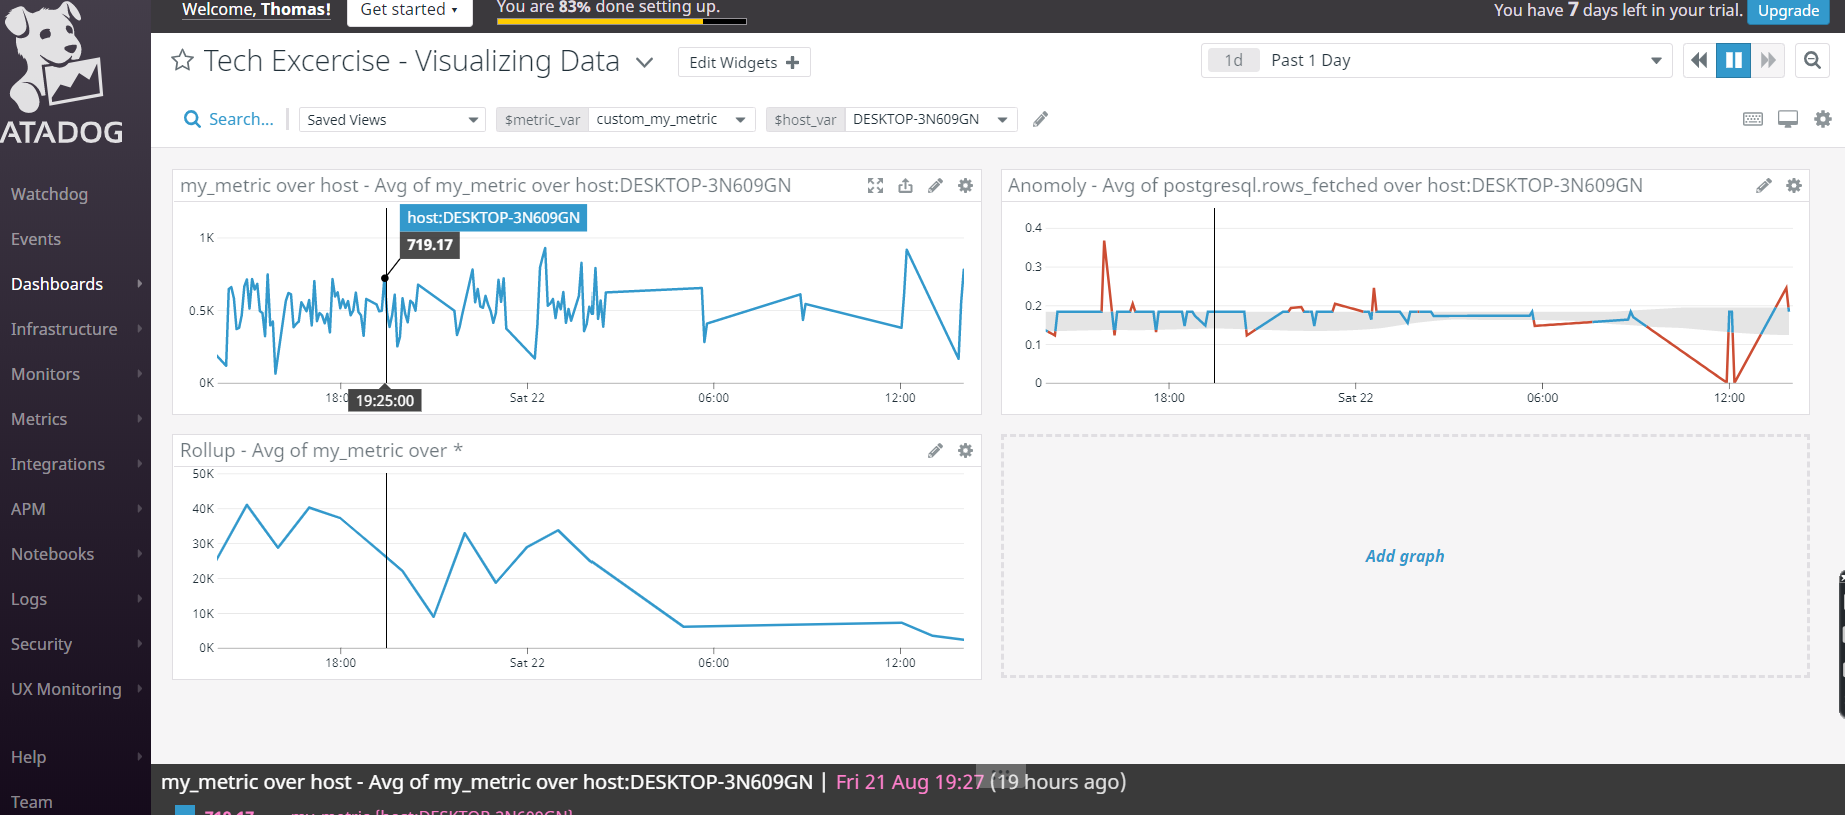 Welcome, Thomas!
Get started
You are 83% done setting up.
You have 7 days left in your trial.
Upgrade
ATADOG
Tech Excercise - Visualizing Data
Edit Widgets
1d Past 1 Day
Search...
Saved Views
$metric_var custom_my_metric
$host_var DESKTOP-3N609GN
Watchdog
Events
Dashboards
Infrastructure
Monitors
Metrics
Integrations
APM
Notebooks
Logs
Security
UX Monitoring
Help
Team
my_metric over host - Avg of my_metric over host:DESKTOP-3N609GN
host:DESKTOP-3N609GN
719.17
1K
0.5K
0K
18:0
19:25:00
Sat 22
06:00
12:00
Anomoly - Avg of postgresql.rows_fetched over host:DESKTOP-3N609GN
0.4
0.3
0.2
0.1
0
18:00
Sat 22
06:00
12:00
Rollup - Avg of my_metric over *
50K
40K
30K
20K
10K
0K
18:00
Sat 22
06:00
12:00
Add graph
my_metric over host - Avg of my_metric over host:DESKTOP-3N609GN | Fri 21 Aug 19:27 (19 hours ago)
719.17 my_metric {host:DESKTOP-3N609GN}